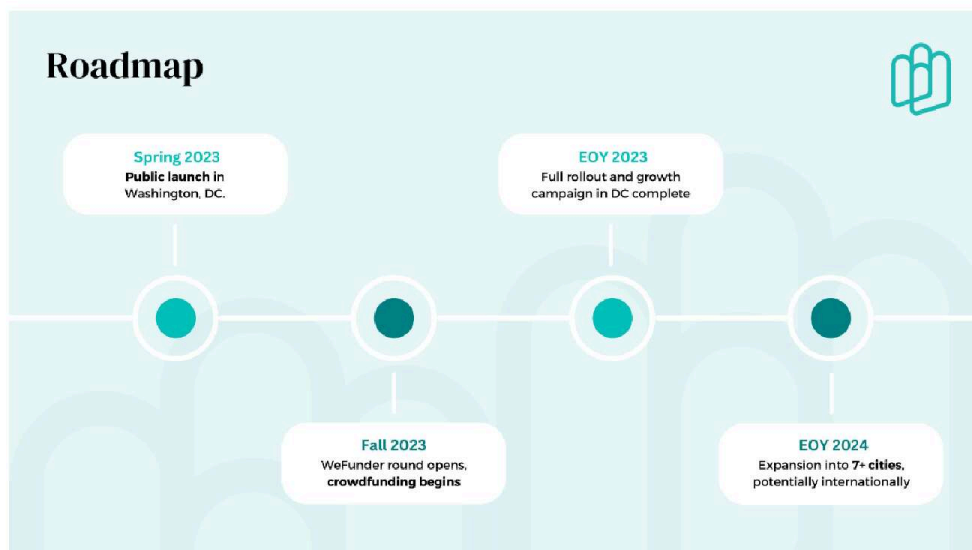 Roadmap
Spring 2023
Public launch in
Washington, DC.
EOY 2023
Full rollout and growth
campaign in DC complete
Fall 2023
WeFunder round opens,
crowdfunding begins
EOY 2024
Expansion into 7+ cities,
potentially internationally